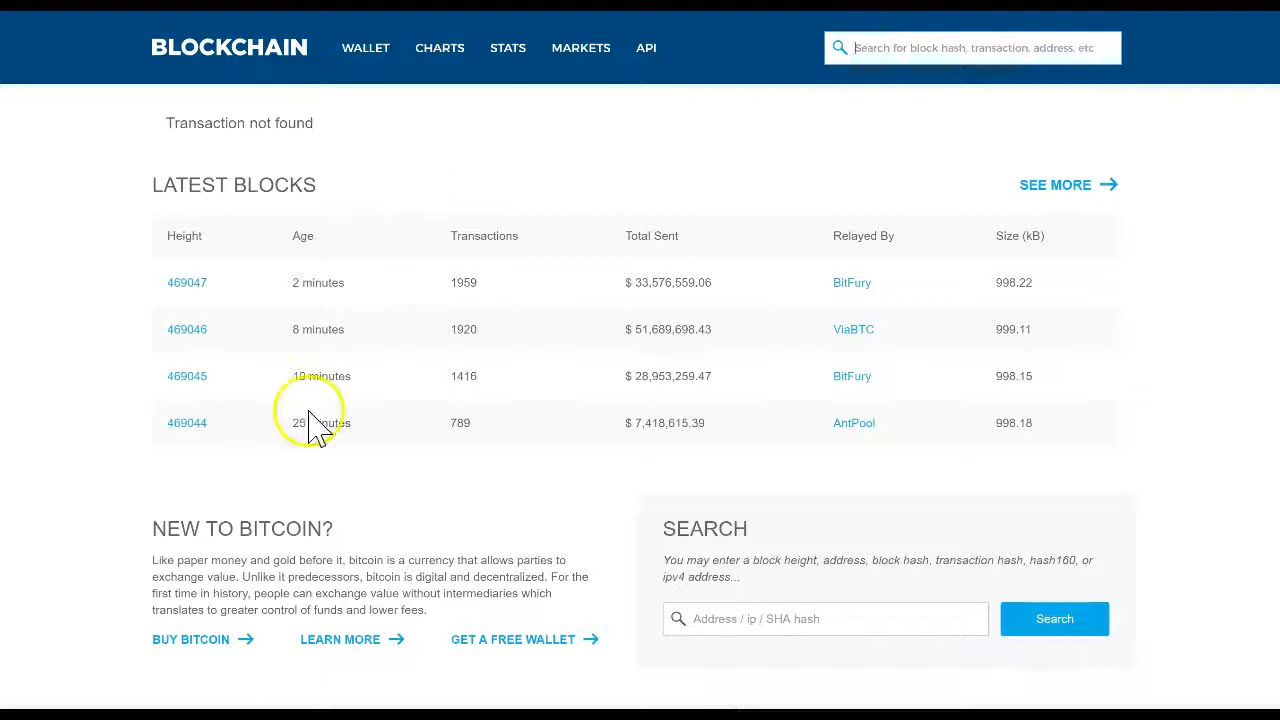 BLOCKCHAIN WALLET CHARTS STATS MARKETS API Search for block hash, transaction, address, etc
Transaction not found
LATEST BLOCKS SEE MORE
Height Age Transactions Total Sent Relayed By Size (kB)
469047 2 minutes 1959 $ 33,576,559.06 BitFury 998.22
469046 8 minutes 1920 $ 51,689,698.43 ViaBTC 999.11
469045 19 minutes 1416 $ 28,953,259.47 BitFury 998.15
469044 789 $ 7,418,615.39 AntPool 998.18
NEW TO BITCOIN?
Like paper money and gold before it, bitcoin is a currency that allows parties to
exchange value. Unlike it predecessors, bitcoin is digital and decentralized. For the
first time in history, people can exchange value without intermediaries which
translates to greater control of funds and lower fees.
BUY BITCOIN LEARN MORE GET A FREE WALLET
SEARCH
You may enter a block height, address, block hash, transaction hash, hash160, or
ipv4 address...
Address / ip / SHA hash Search